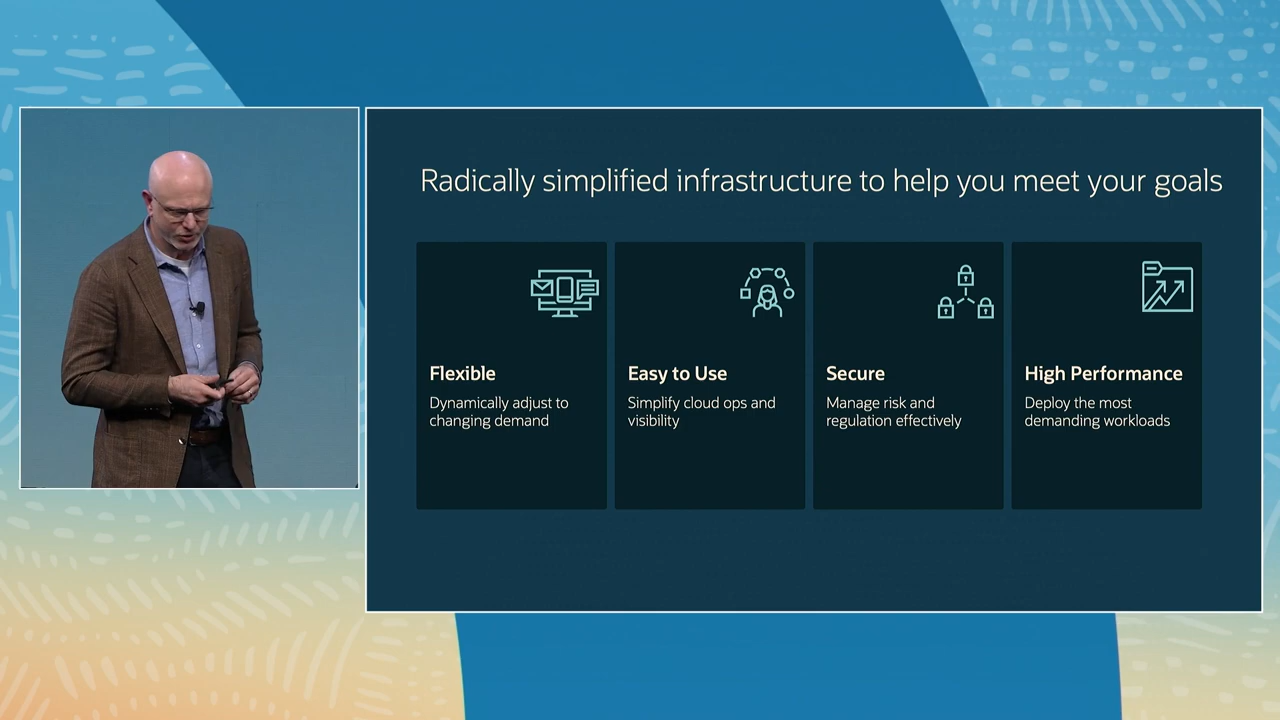 Radically simplified infrastructure to help you meet your goals
Flexible
Dynamically adjust to
changing demand
Easy to Use
Simplify cloud ops and
visibility
Secure
Manage risk and
regulation effectively
High Performance
Deploy the most
demanding workloads